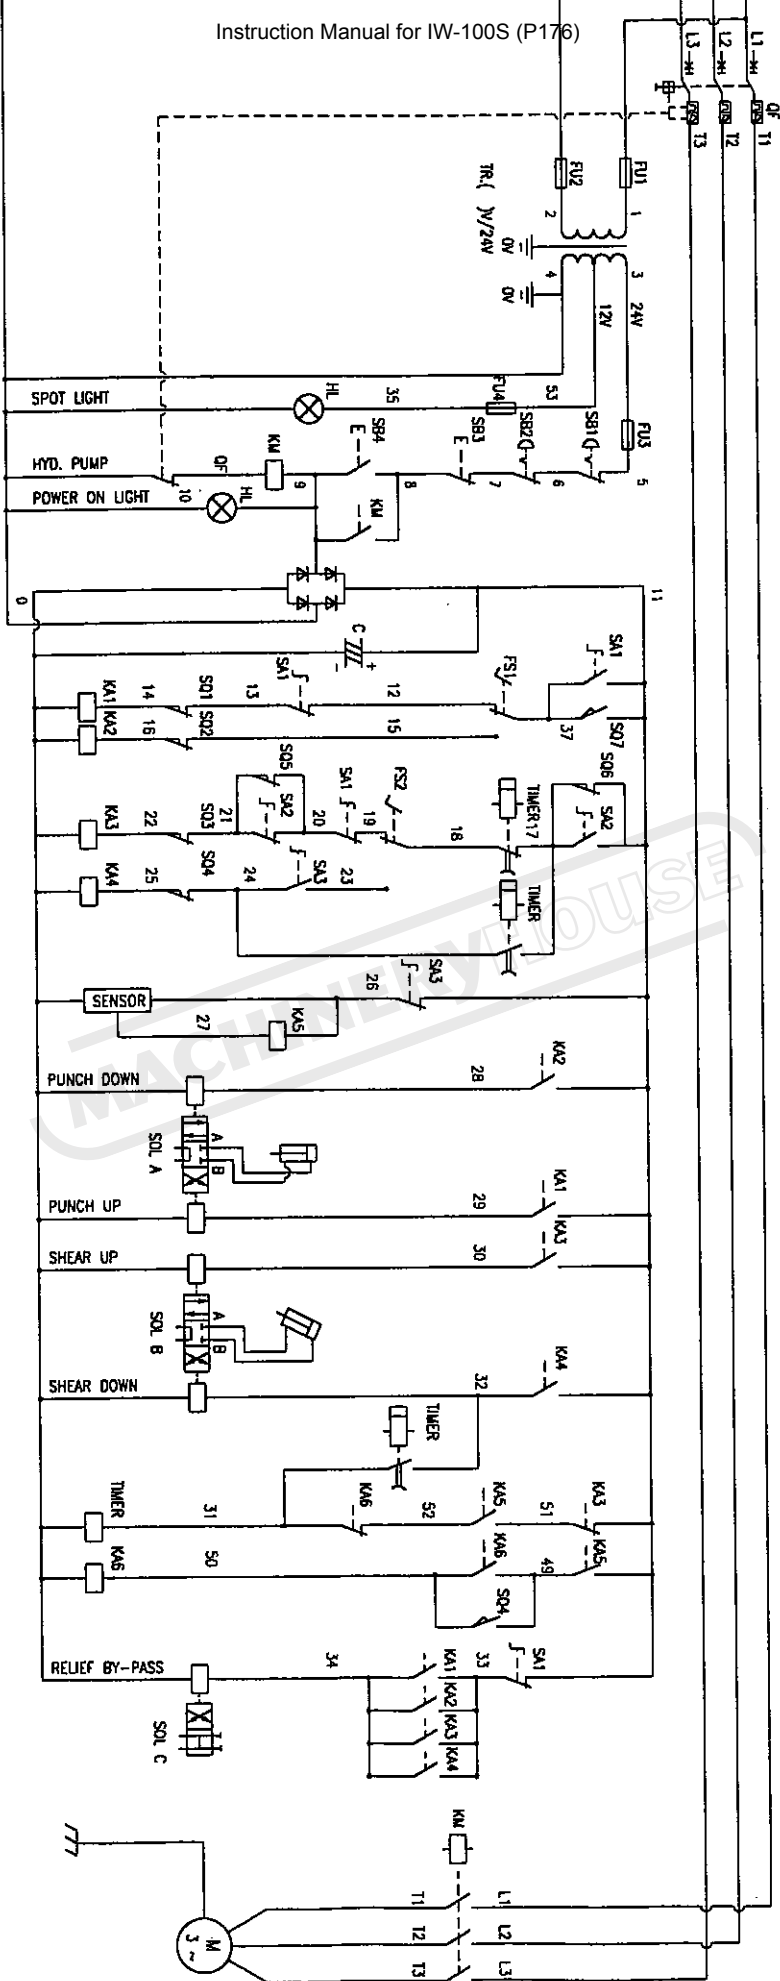 Instruction Manual for IW-100S (P176)
L3
L2
L1
QF
T3
T2
T1
FU2
FU1
TR.( )V/24V
2
1
0V
4
3
0V
12V
24V
SPOT LIGHT
HL
35
FU4
53
FU3
HYD. PUMP
QF
KM
SB4
SB3
SB2
SB1
10
9
8
7
6
5
POWER ON LIGHT
HL
KM
0
11
C
+
-
SA1
FS1
SA1
KA1
14
SQ1
13
12
37
SQ7
KA2
16
SQ2
15
SQ6
SQ5
SA2
SA1
FS2
TIMER
17
SA2
KA3
22
SQ3
21
20
19
18
KA4
25
SQ4
24
SA3
23
TIMER
SENSOR
27
KA5
26
SA3
PUNCH DOWN
28
KA2
SOL A
A
B
PUNCH UP
29
KA1
SHEAR UP
30
KA3
SOL B
A
B
SHEAR DOWN
32
KA4
TIMER
TIMER
31
KA6
52
KA5
51
KA3
KA6
50
KA6
49
KA5
SQ4
RELIEF BY-PASS
34
KA1
33
SA1
KA2
KA3
KA4
SOL C
KM
T1
L1
T2
L2
T3
L3
M
3 ~
MACHINERYHOUSE